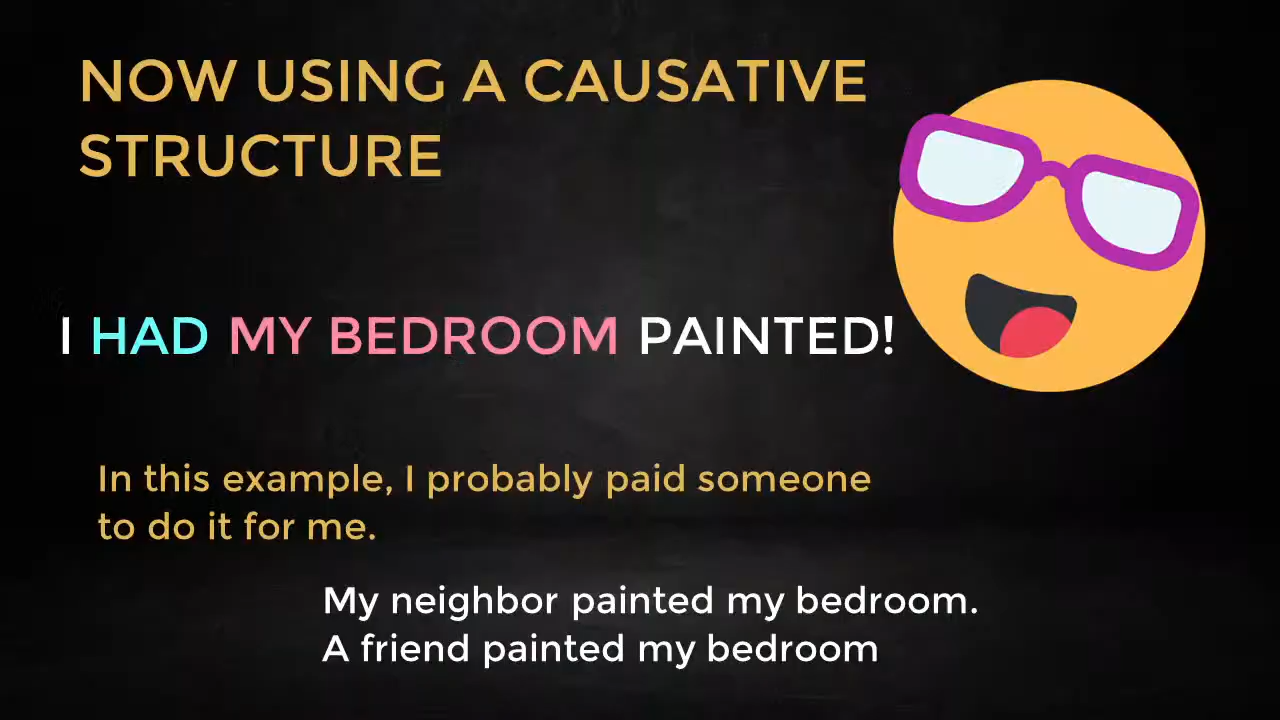 NOW USING A CAUSATIVE
STRUCTURE
I HAD MY BEDROOM PAINTED!
In this example, I probably paid someone
to do it for me.
My neighbor painted my bedroom.
A friend painted my bedroom